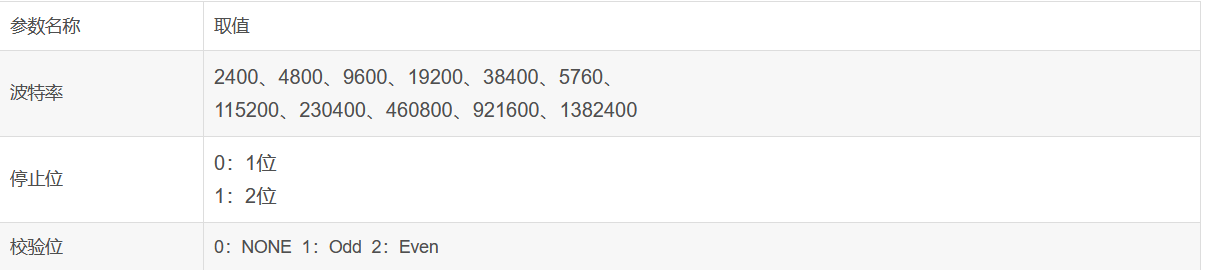 参数名称 取值
波特率 2400、4800、9600、19200、38400、5760、
115200、230400、460800、921600、1382400
停止位 0：1位
1：2位
校验位 0：NONE 1：Odd 2：Even